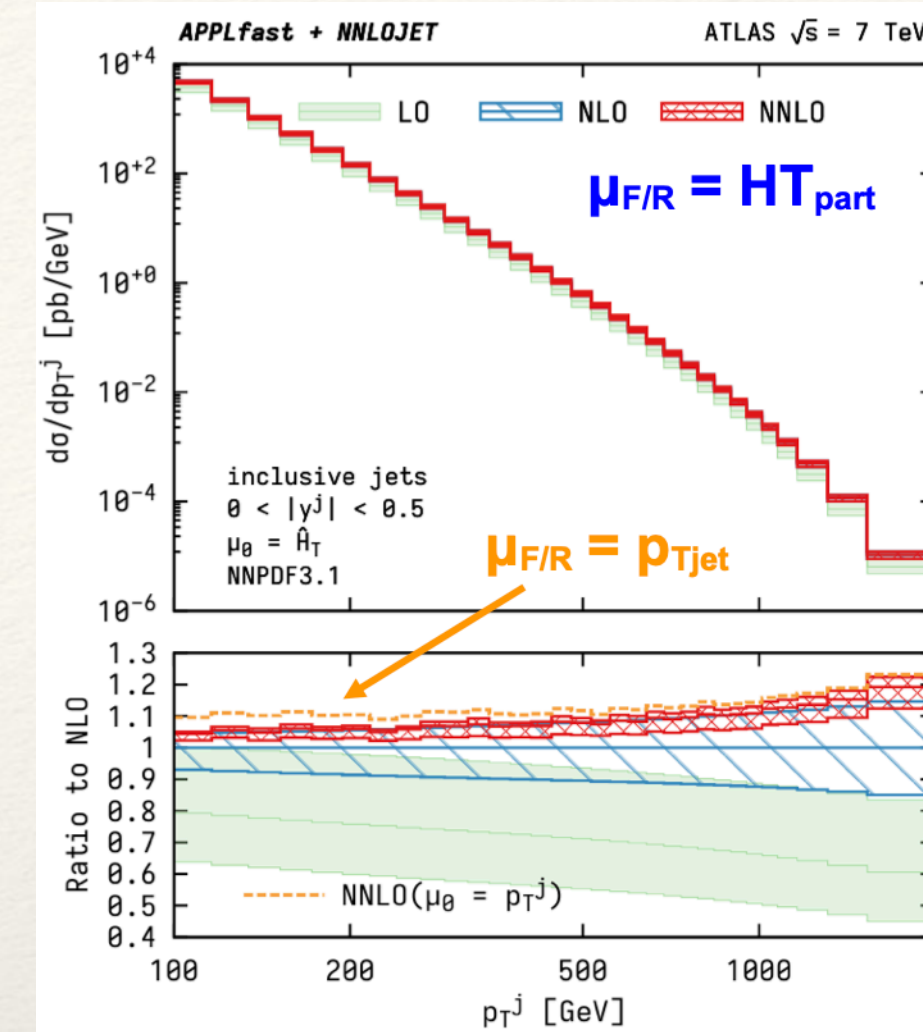 APPLfast + NNLOJET ATLAS √s = 7 TeV
10+4
LO NLO NNLO
10+2
μF/R = HTpart
10+0
dσ/dpTj [pb/GeV]
10-2
inclusive jets
10-4
0 < |yj| < 0.5
μ0 = ĤT
μF/R = pTjet
NNPDF3.1
10-6
1.3
1.2
1.1
1
0.9
0.8
0.7
0.6
0.5
0.4
Ratio to NLO
NNLO(μ0 = pTj)
100 200 500 1000
pTj [GeV]